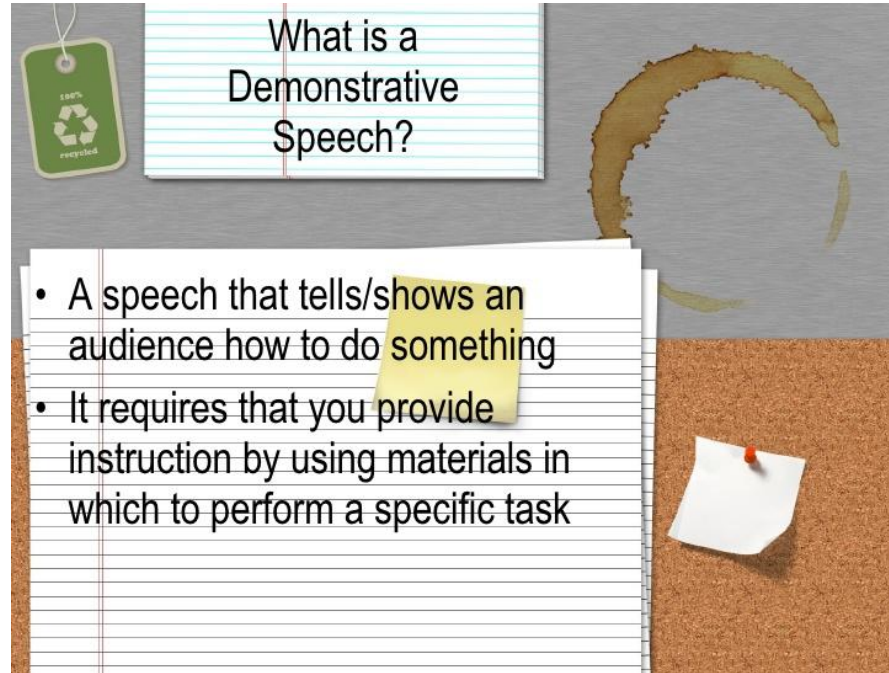 100%
recycled
What is a
Demonstrative
Speech?
• A speech that tells/shows an
audience how to do something
• It requires that you provide
instruction by using materials in
which to perform a specific task